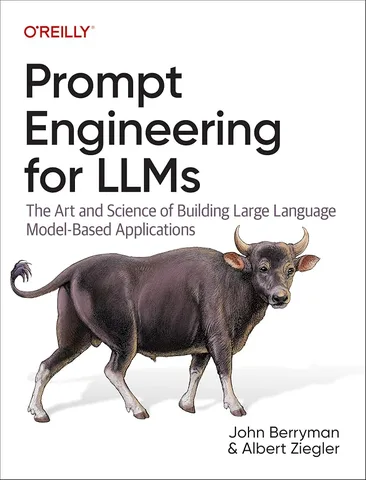 O'REILLY®
Prompt
Engineering
for LLMs
The Art and Science of Building Large Language
Model-Based Applications
John Berryman
& Albert Ziegler